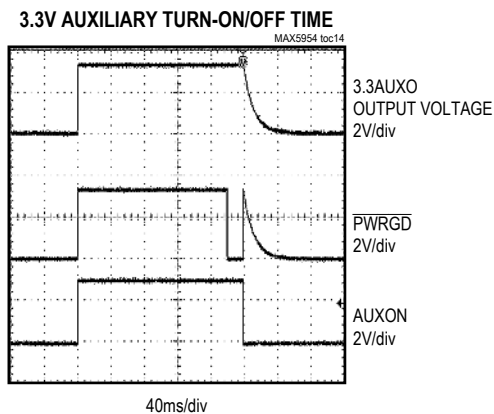 3.3V AUXILIARY TURN-ON/OFF TIME
MAX5954 toc14
3.3AUXO
OUTPUT VOLTAGE
2V/div
PWRGD
2V/div
AUXON
2V/div
40ms/div